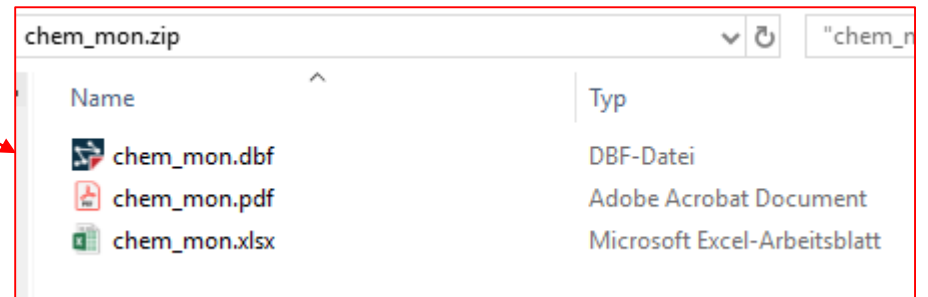 chem_mon.zip "chem_n
Name Typ
chem_mon.dbf DBF-Datei
chem_mon.pdf Adobe Acrobat Document
chem_mon.xlsx Microsoft Excel-Arbeitsblatt